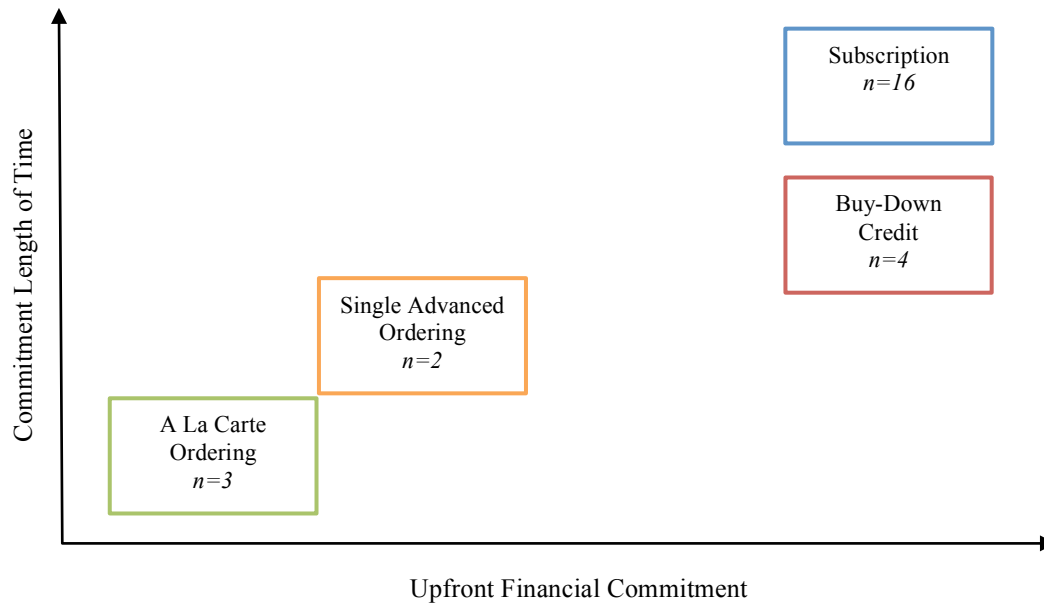 Subscription
n=16
Buy-Down
Credit
n=4
Single Advanced
Ordering
n=2
A La Carte
Ordering
n=3
Commitment Length of Time
Upfront Financial Commitment